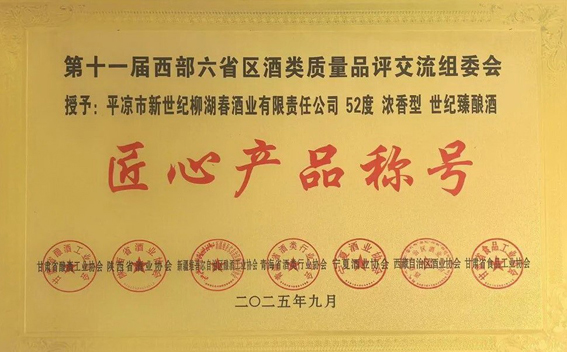 第十一届西部六省区酒类质量品评交流组委会
授予：平凉市新世纪柳湖春酒业有限责任公司 52度 浓香型 世纪臻酿酒
匠心产品称号
甘肃省酿酒工业协会 陕西省酒业协会 新疆维吾尔自治区酿酒工业协会 青海省酒类行业协会 宁夏酒业协会 西藏自治区酒业协会 甘肃省食品工业协会
二〇二五年九月